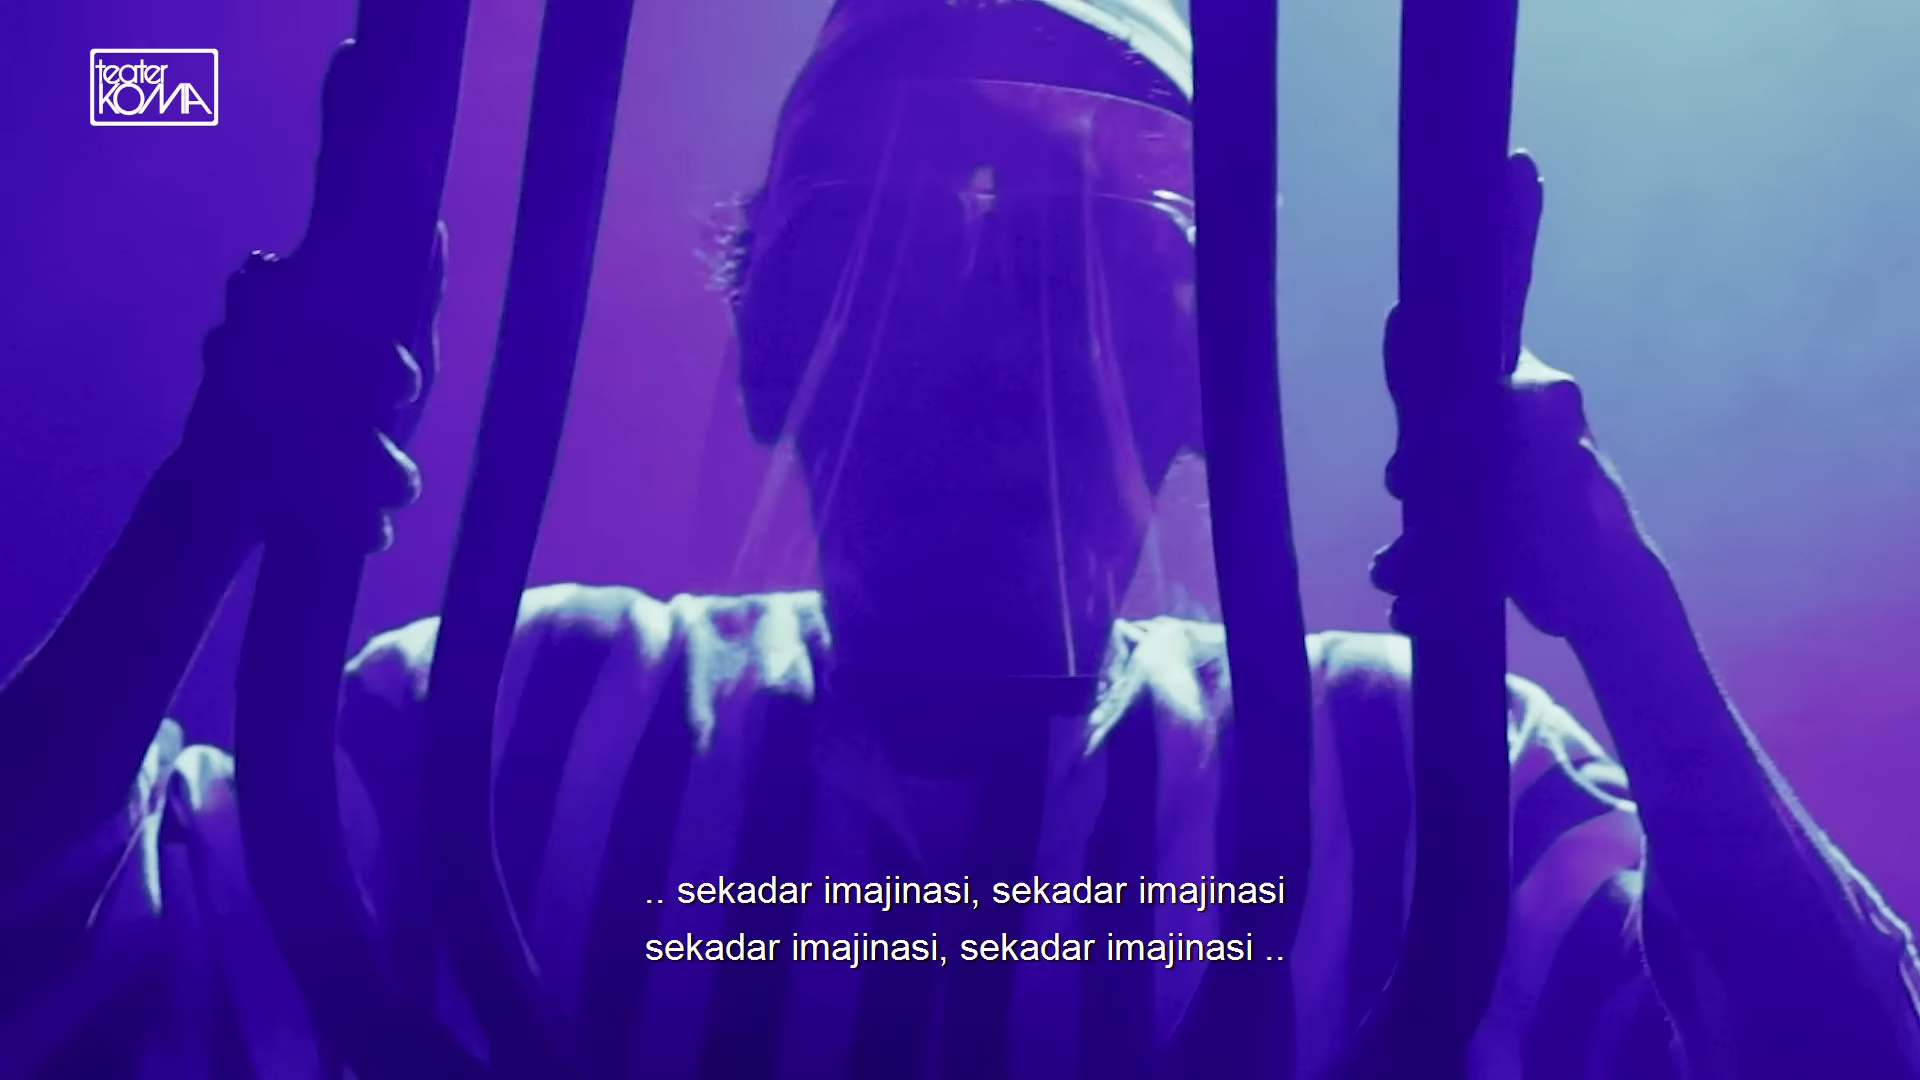 teater
KOMA
.. sekadar imajinasi, sekadar imajinasi
sekadar imajinasi, sekadar imajinasi ..